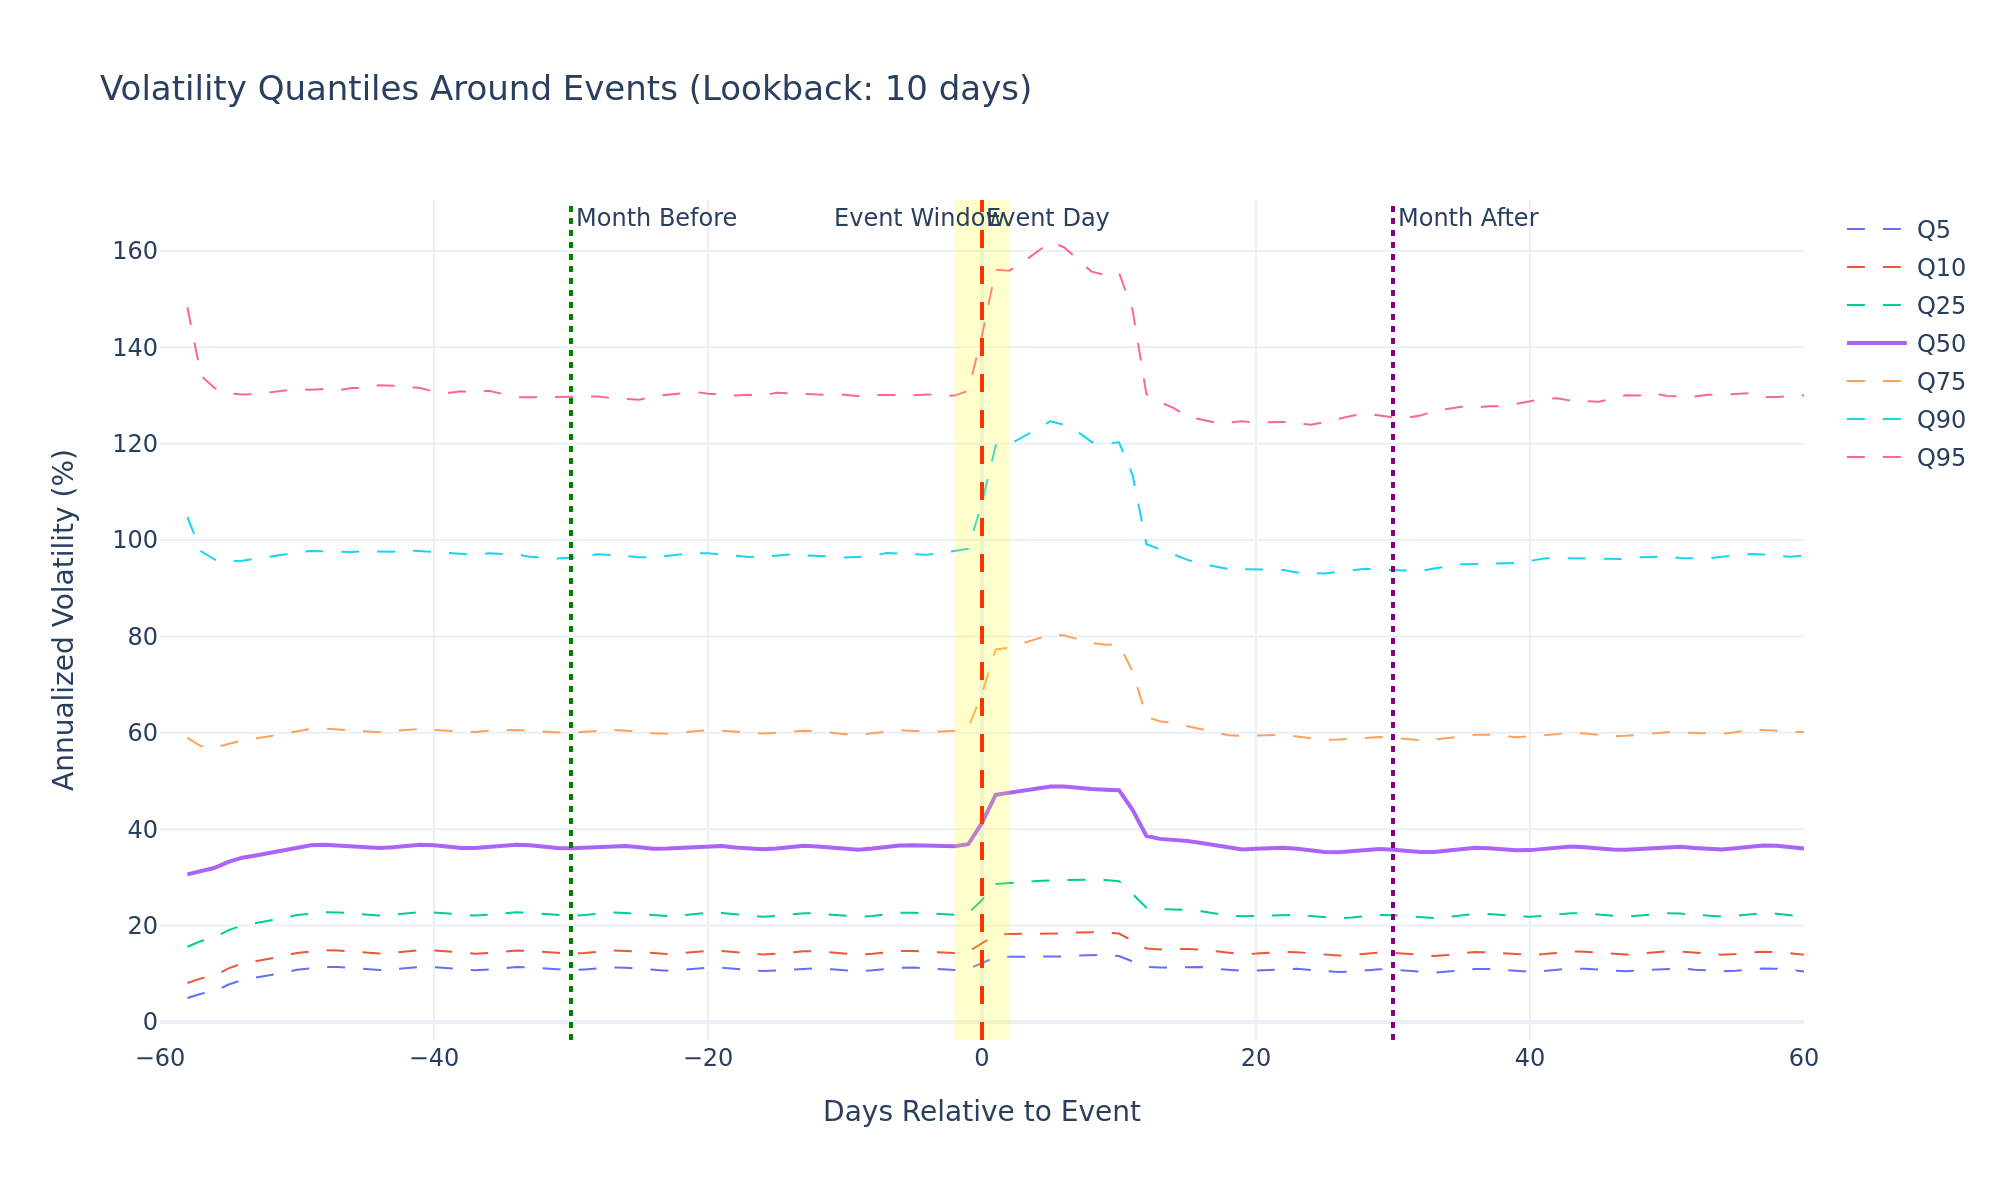 Volatility Quantiles Around Events (Lookback: 10 days)
Month Before
Event Window
Event Day
Month After
Q5
Q10
Q25
Q50
Q75
Q90
Q95
Annualized Volatility (%)
160
140
120
100
80
60
40
20
0
−60
−40
−20
0
20
40
60
Days Relative to Event